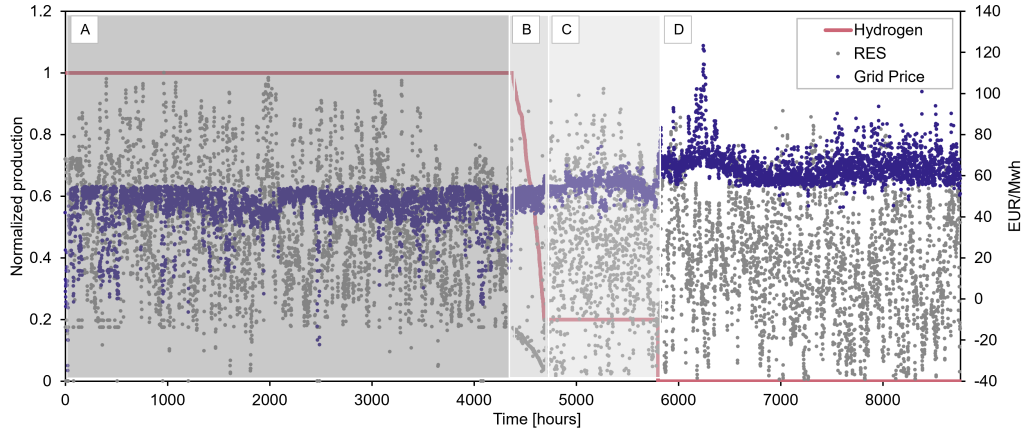 1.2
1
0.8
0.6
0.4
0.2
0
Normalized production
A
B
C
D
Hydrogen
RES
Grid Price
140
120
100
80
60
40
20
0
-20
-40
EUR/Mwh
0
1000
2000
3000
4000
5000
6000
7000
8000
Time [hours]